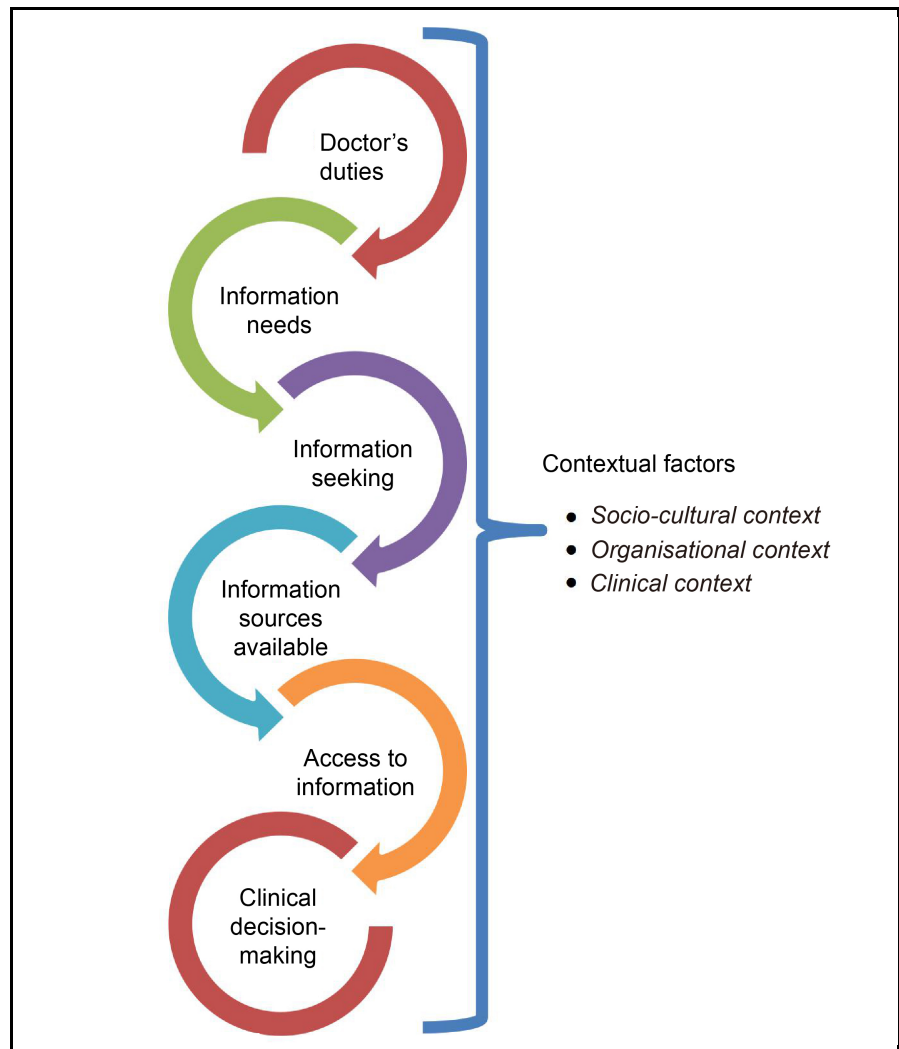 Doctor's
duties
Information
needs
Information
seeking
Information
sources
available
Access to
information
Clinical
decision-
making
Contextual factors
● Socio-cultural context
● Organisational context
● Clinical context